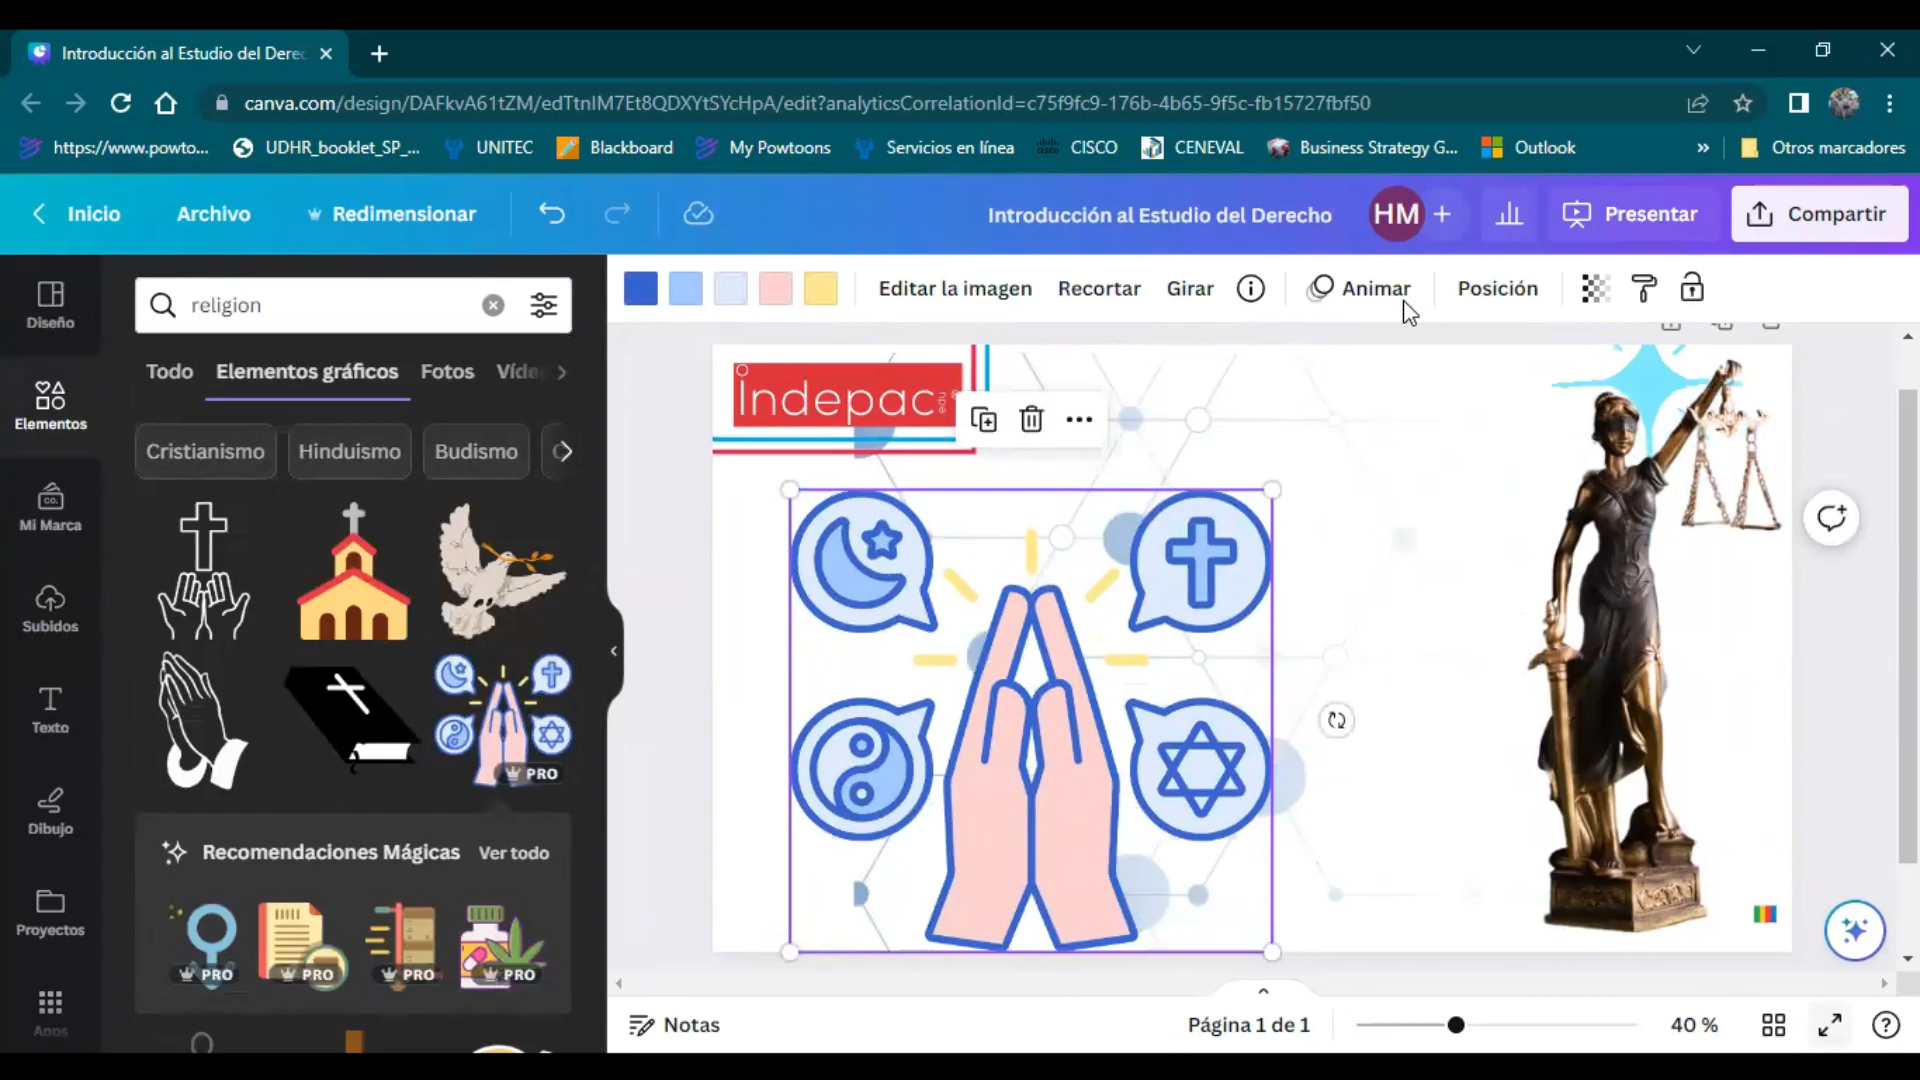 Introducción al Estudio del Derec
canva.com/design/DAFkvA61tZM/edTtnIM7Et8QDXYtSYcHpA/edit?analyticsCorrelationId=c75f9fc9-176b-4b65-9f5c-fb15727fbf50
https://www.powto...
UDHR_booklet_SP_...
UNITEC
Blackboard
My Powtoons
Servicios en línea
CISCO
CENEVAL
Business Strategy G...
Outlook
»
Otros marcadores
Inicio
Archivo
Redimensionar
Introducción al Estudio del Derecho
HM
Presentar
Compartir
Diseño
Elementos
Mi Marca
Subidos
Texto
Dibujo
Proyectos
Apps
religion
Todo
Elementos gráficos
Fotos
Víde
Cristianismo
Hinduismo
Budismo
PRO
Recomendaciones Mágicas
Ver todo
PRO
PRO
PRO
PRO
Editar la imagen
Recortar
Girar
Animar
Posición
Indepac
edu
Notas
Página 1 de 1
40 %